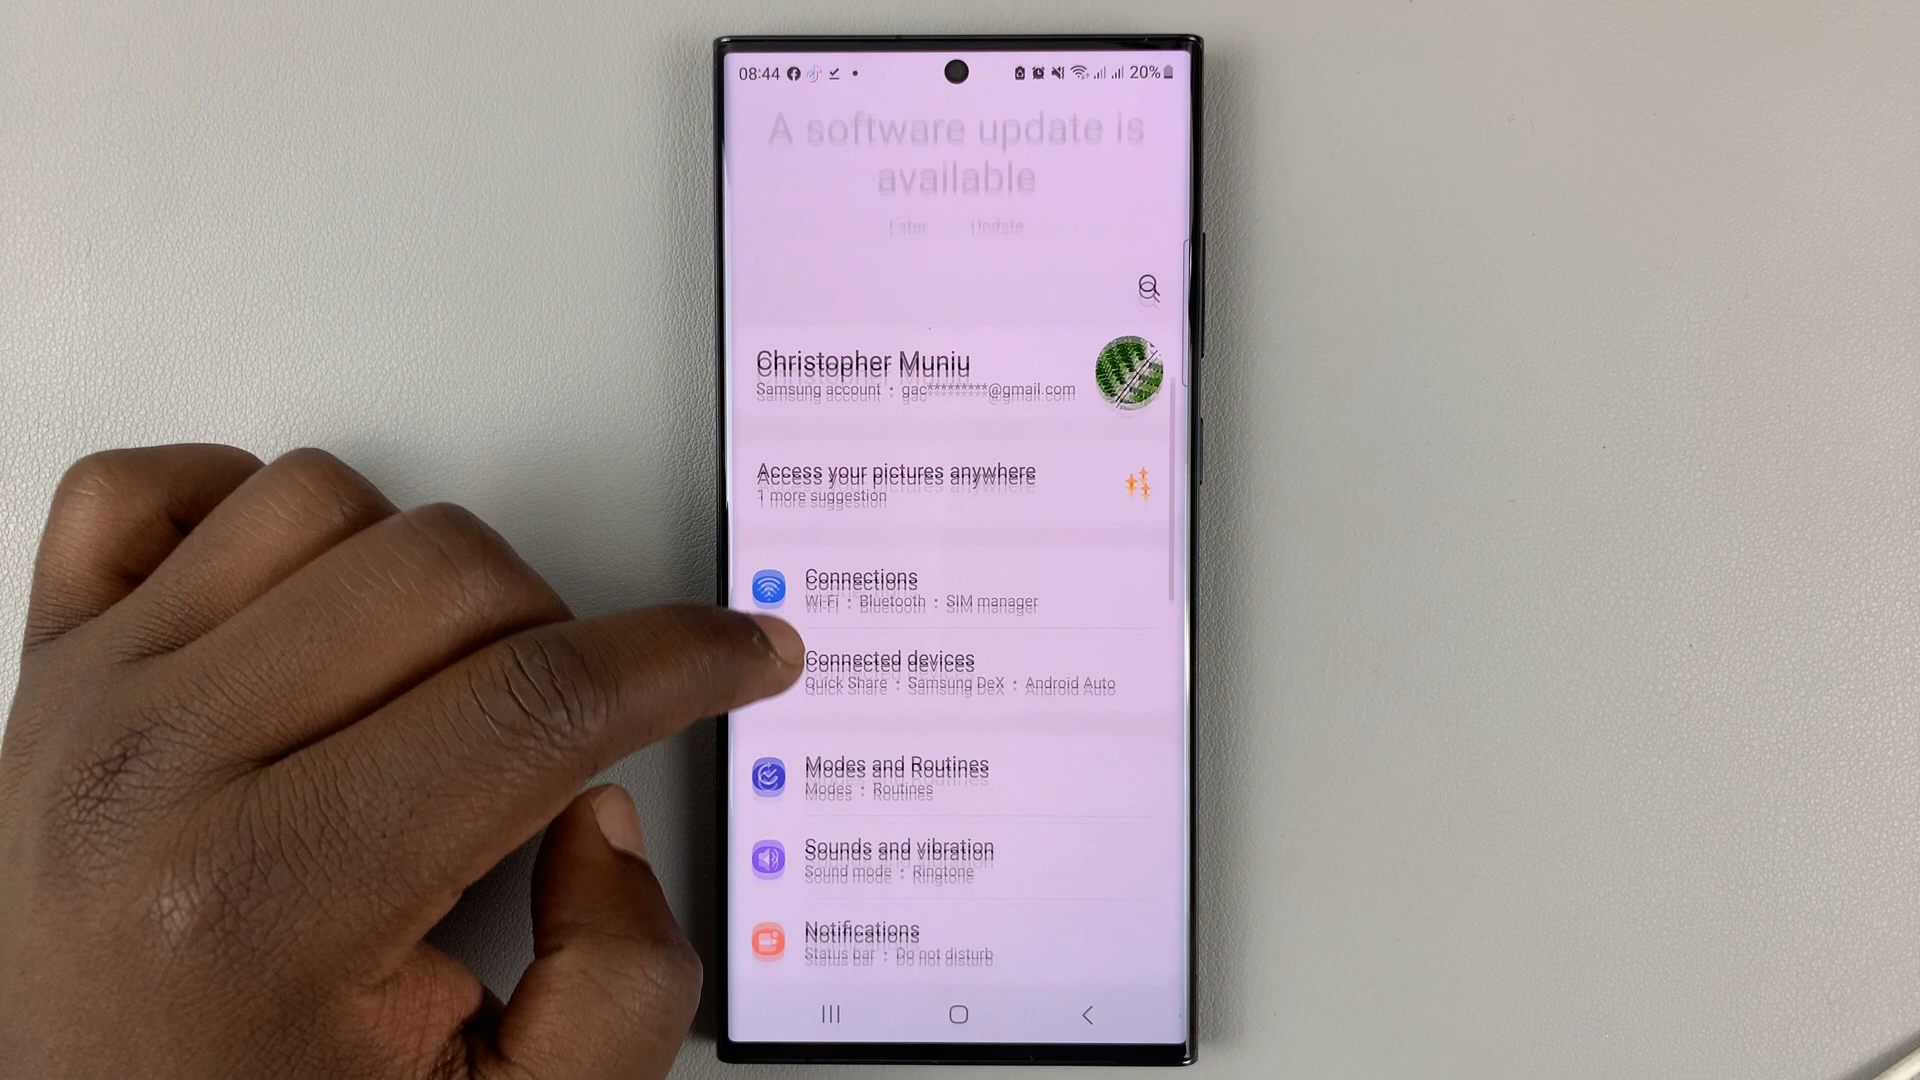 08:44 20%
A software update is
available
Later Update
Christopher Muniu
Samsung account • gac*********@gmail.com
Access your pictures anywhere
1 more suggestion
Connections
Wi-Fi • Bluetooth • SIM manager
Connected devices
Quick Share • Samsung DeX • Android Auto
Modes and Routines
Modes • Routines
Sounds and vibration
Sound mode • Ringtone
Notifications
Status bar • Do not disturb